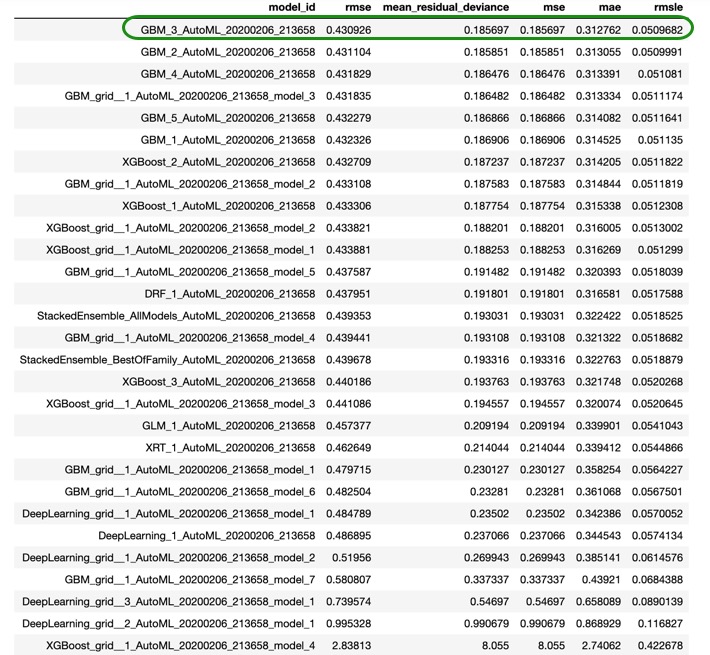 model_id rmse mean_residual_deviance mse mae rmsle
GBM_3_AutoML_20200206_213658 0.430926 0.185697 0.185697 0.312762 0.0509682
GBM_2_AutoML_20200206_213658 0.431104 0.185851 0.185851 0.313055 0.0509991
GBM_4_AutoML_20200206_213658 0.431829 0.186476 0.186476 0.313391 0.051081
GBM_grid__1_AutoML_20200206_213658_model_3 0.431835 0.186482 0.186482 0.313334 0.0511174
GBM_5_AutoML_20200206_213658 0.432279 0.186866 0.186866 0.314082 0.0511641
GBM_1_AutoML_20200206_213658 0.432326 0.186906 0.186906 0.314525 0.051135
XGBoost_2_AutoML_20200206_213658 0.432709 0.187237 0.187237 0.314205 0.0511822
GBM_grid__1_AutoML_20200206_213658_model_2 0.433108 0.187583 0.187583 0.314844 0.0511819
XGBoost_1_AutoML_20200206_213658 0.433306 0.187754 0.187754 0.315338 0.0512308
XGBoost_grid__1_AutoML_20200206_213658_model_2 0.433821 0.188201 0.188201 0.316005 0.0513002
XGBoost_grid__1_AutoML_20200206_213658_model_1 0.433881 0.188253 0.188253 0.316269 0.051299
GBM_grid__1_AutoML_20200206_213658_model_5 0.437587 0.191482 0.191482 0.320393 0.0518039
DRF_1_AutoML_20200206_213658 0.437951 0.191801 0.191801 0.316581 0.0517588
StackedEnsemble_AllModels_AutoML_20200206_213658 0.439353 0.193031 0.193031 0.322422 0.0518525
GBM_grid__1_AutoML_20200206_213658_model_4 0.439441 0.193108 0.193108 0.321322 0.0518682
StackedEnsemble_BestOfFamily_AutoML_20200206_213658 0.439678 0.193316 0.193316 0.322763 0.0518879
XGBoost_3_AutoML_20200206_213658 0.440186 0.193763 0.193763 0.321748 0.0520268
XGBoost_grid__1_AutoML_20200206_213658_model_3 0.441086 0.194557 0.194557 0.320074 0.0520645
GLM_1_AutoML_20200206_213658 0.457377 0.209194 0.209194 0.339901 0.0541043
XRT_1_AutoML_20200206_213658 0.462649 0.214044 0.214044 0.339412 0.0544866
GBM_grid__1_AutoML_20200206_213658_model_1 0.479715 0.230127 0.230127 0.358254 0.0564227
GBM_grid__1_AutoML_20200206_213658_model_6 0.482504 0.23281 0.23281 0.361068 0.0567501
DeepLearning_grid__1_AutoML_20200206_213658_model_1 0.484789 0.23502 0.23502 0.342386 0.0570052
DeepLearning_1_AutoML_20200206_213658 0.486895 0.237066 0.237066 0.344543 0.0574134
DeepLearning_grid__1_AutoML_20200206_213658_model_2 0.51956 0.269943 0.269943 0.385141 0.0614576
GBM_grid__1_AutoML_20200206_213658_model_7 0.580807 0.337337 0.337337 0.43921 0.0684388
DeepLearning_grid__3_AutoML_20200206_213658_model_1 0.739574 0.54697 0.54697 0.658089 0.0890139
DeepLearning_grid__2_AutoML_20200206_213658_model_1 0.995328 0.990679 0.990679 0.868929 0.116827
XGBoost_grid__1_AutoML_20200206_213658_model_4 2.83813 8.055 8.055 2.74062 0.422678